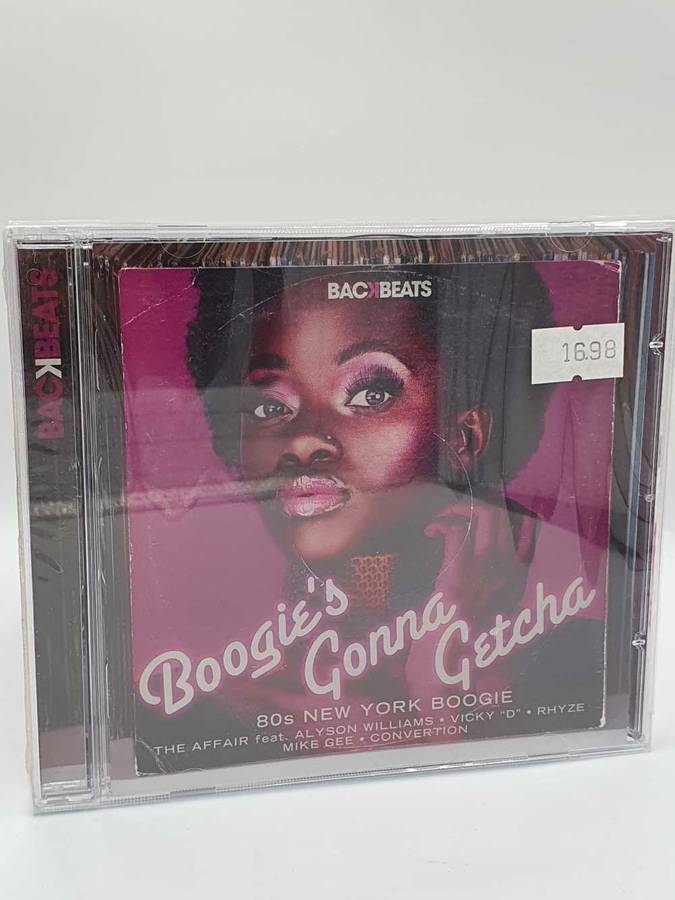 BACKBEATS
BACKBEATS
16.98
Boogie's
Gonna
Getcha
80s NEW YORK BOOGIE
THE AFFAIR feat. ALYSON WILLIAMS • VICKY "D" • RHYZE
MIKE GEE • CONVERTION